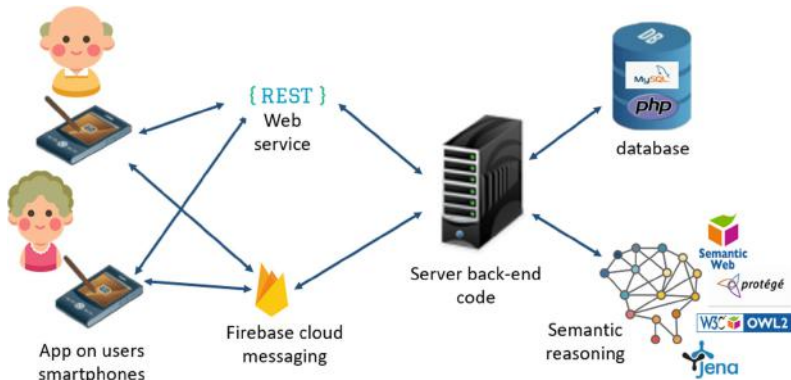 { REST }
Web
service
DB
MySQL
php
database
Server back-end
code
Semantic
Web
protégé
W3C OWL2
Jena
Semantic
reasoning
Firebase cloud
messaging
App on users
smartphones